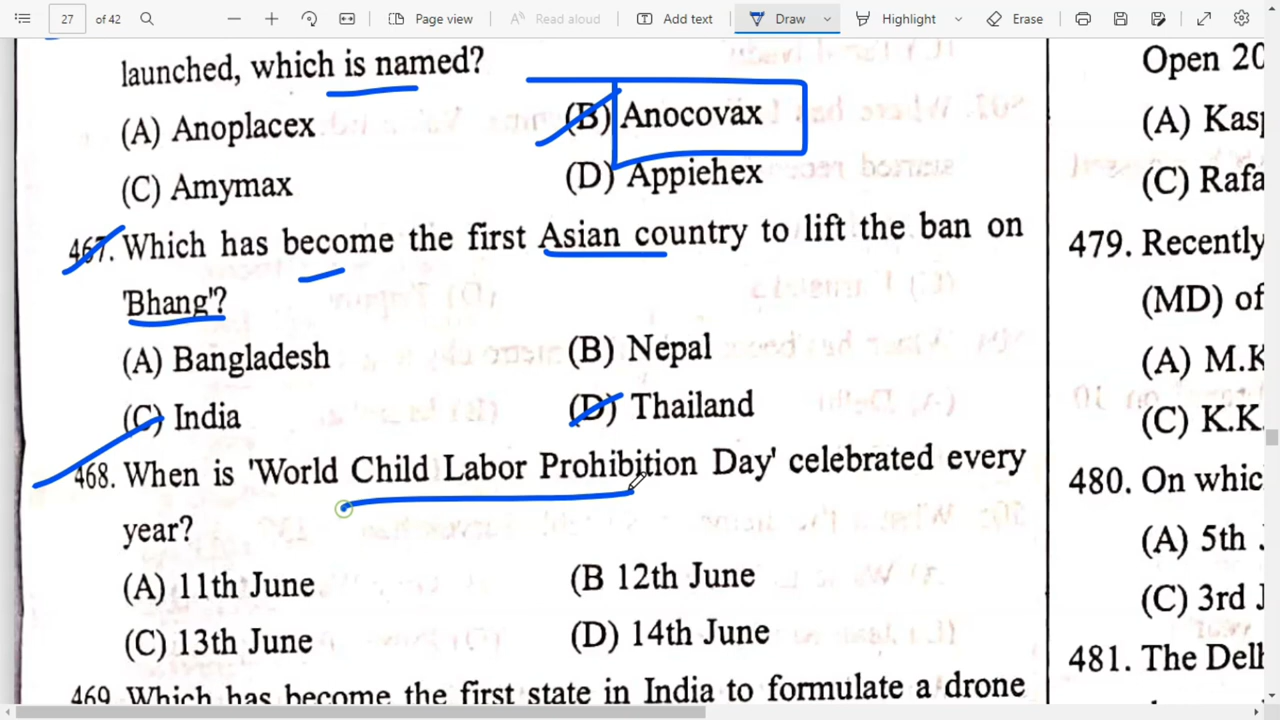 27 of 42
Page view
Read aloud
Add text
Draw
Highlight
Erase
launched, which is named?
(A) Anoplacex (B) Anocovax
(C) Amymax (D) Appiehex
467. Which has become the first Asian country to lift the ban on
'Bhang'?
(A) Bangladesh (B) Nepal
(C) India (D) Thailand
468. When is 'World Child Labor Prohibition Day' celebrated every
year?
(A) 11th June (B 12th June
(C) 13th June (D) 14th June
469. Which has become the first state in India to formulate a drone
Open 20
(A) Kasp
(C) Rafa
479. Recently
(MD) of
(A) M.K
(C) K.K.
480. On whic
(A) 5th J
(C) 3rd J
481. The Delh